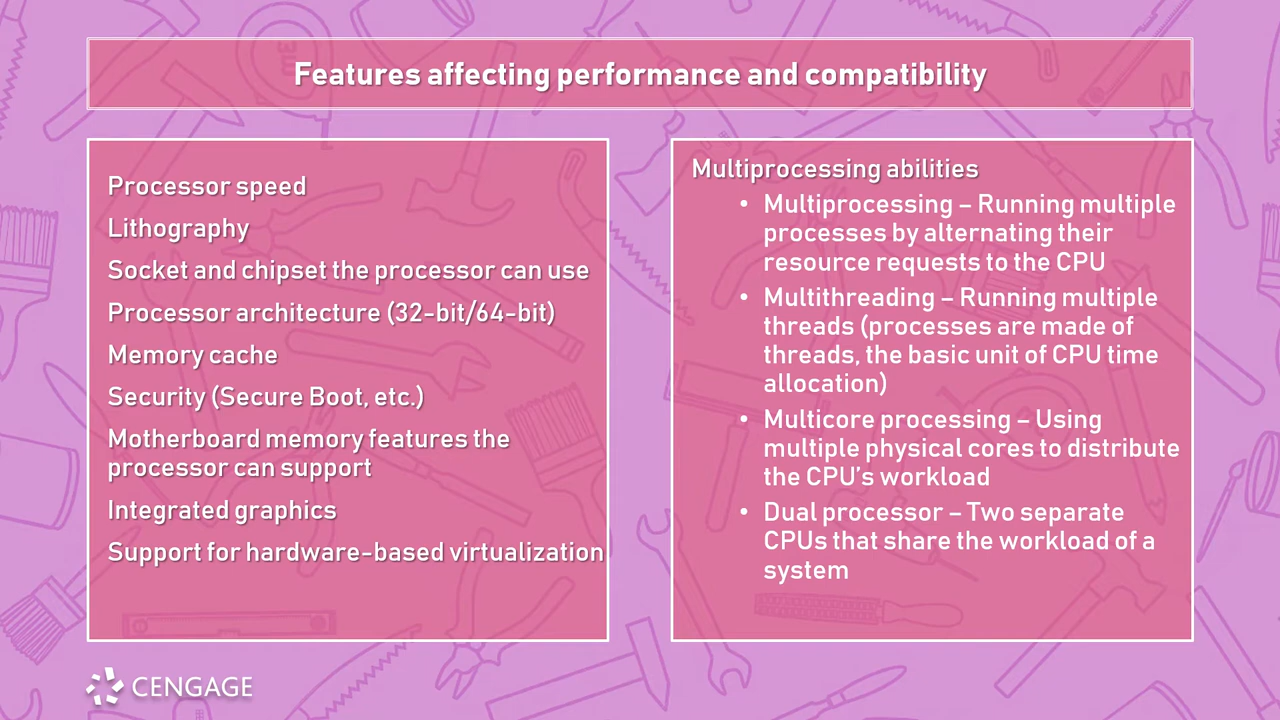 Features affecting performance and compatibility
Processor speed
Lithography
Socket and chipset the processor can use
Processor architecture (32-bit/64-bit)
Memory cache
Security (Secure Boot, etc.)
Motherboard memory features the
processor can support
Integrated graphics
Support for hardware-based virtualization
Multiprocessing abilities
• Multiprocessing – Running multiple
processes by alternating their
resource requests to the CPU
• Multithreading – Running multiple
threads (processes are made of
threads, the basic unit of CPU time
allocation)
• Multicore processing – Using
multiple physical cores to distribute
the CPU’s workload
• Dual processor – Two separate
CPUs that share the workload of a
system
CENGAGE